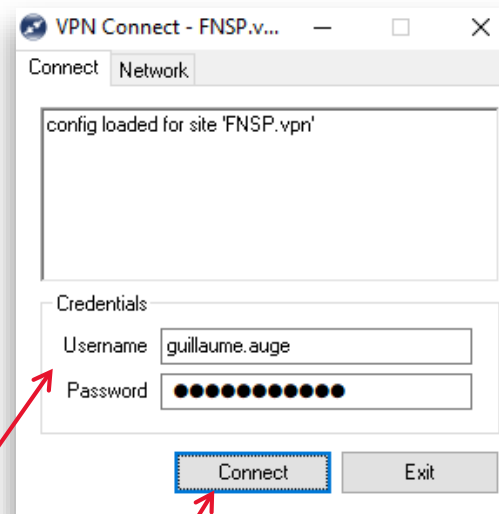 VPN Connect - FNSP.v...
Connect Network
config loaded for site 'FNSP.vpn'
Credentials
Username guillaume.auge
Password ●●●●●●●●●●●
Connect Exit